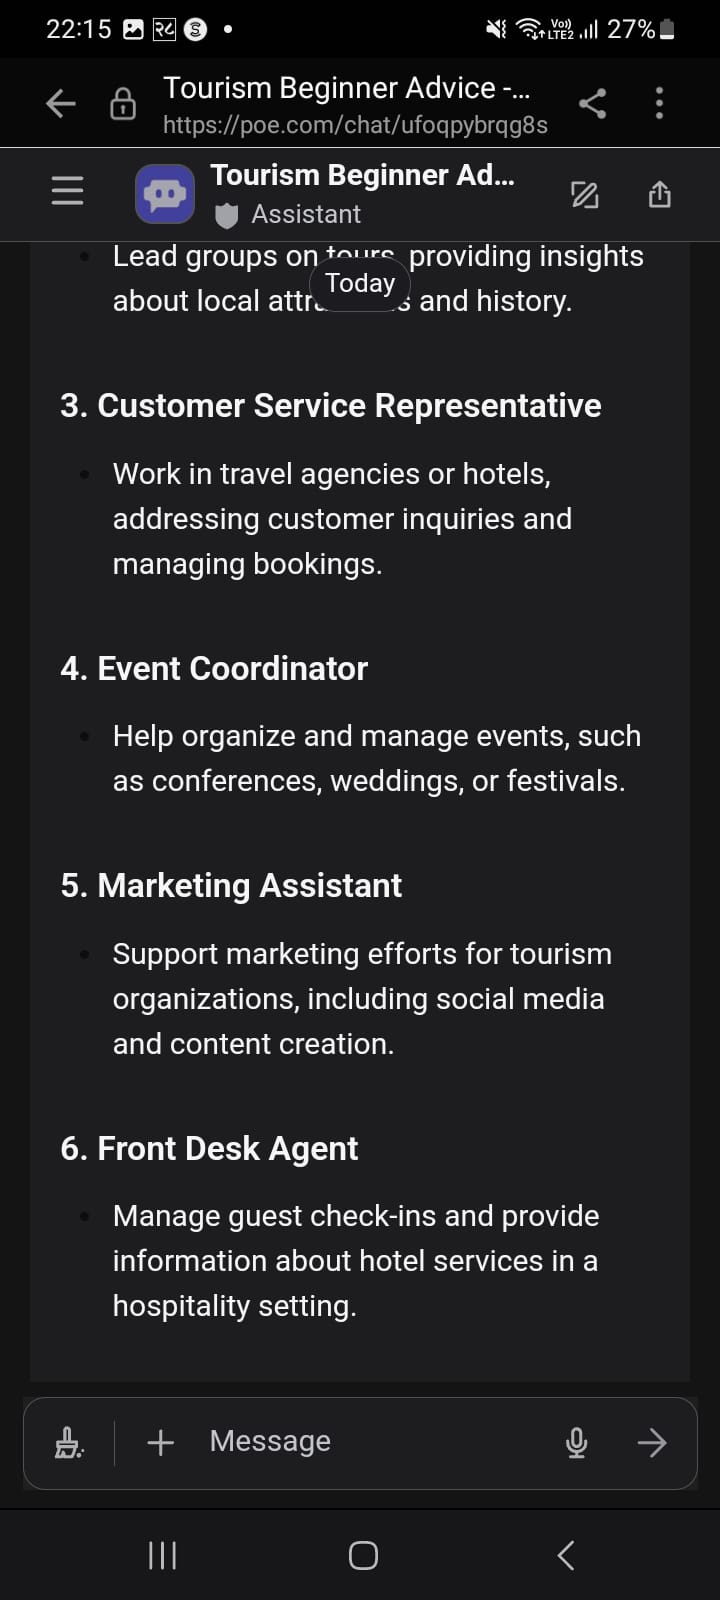 22:15
Vo))
LTE2
27%
Tourism Beginner Advice -...
https://poe.com/chat/ufoqpybrqg8s
Tourism Beginner Ad...
Assistant
Lead groups on tours, providing insights
Today
about local and history.
3. Customer Service Representative
Work in travel agencies or hotels,
addressing customer inquiries and
managing bookings.
4. Event Coordinator
Help organize and manage events, such
as conferences, weddings, or festivals.
5. Marketing Assistant
Support marketing efforts for tourism
organizations, including social media
and content creation.
6. Front Desk Agent
Manage guest check-ins and provide
information about hotel services in a
hospitality setting.
Message